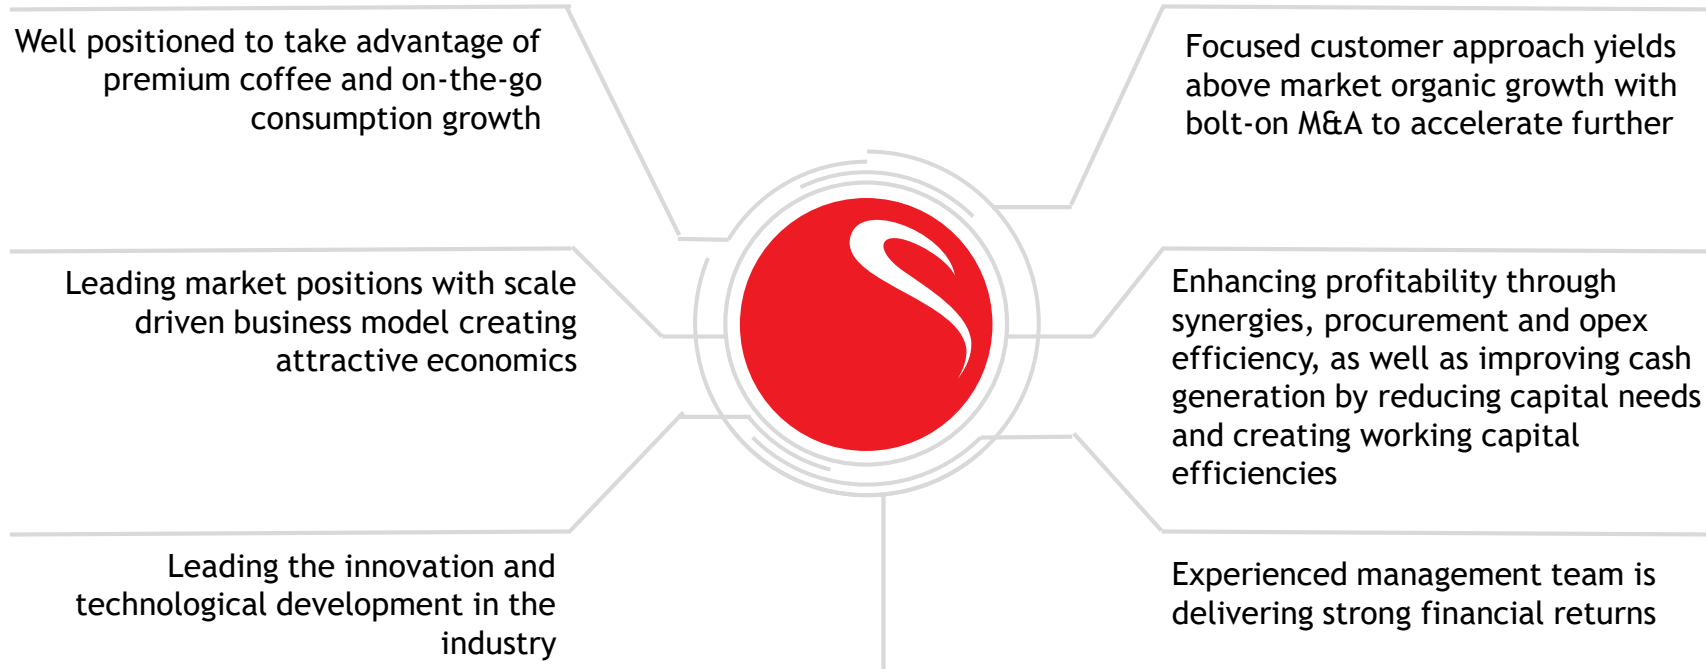 Well positioned to take advantage of
premium coffee and on-the-go
consumption growth
Leading market positions with scale
driven business model creating
attractive economics
Leading the innovation and
technological development in the
industry
Focused customer approach yields
above market organic growth with
bolt-on M&A to accelerate further
Enhancing profitability through
synergies, procurement and opex
efficiency, as well as improving cash
generation by reducing capital needs
and creating working capital
efficiencies
Experienced management team is
delivering strong financial returns